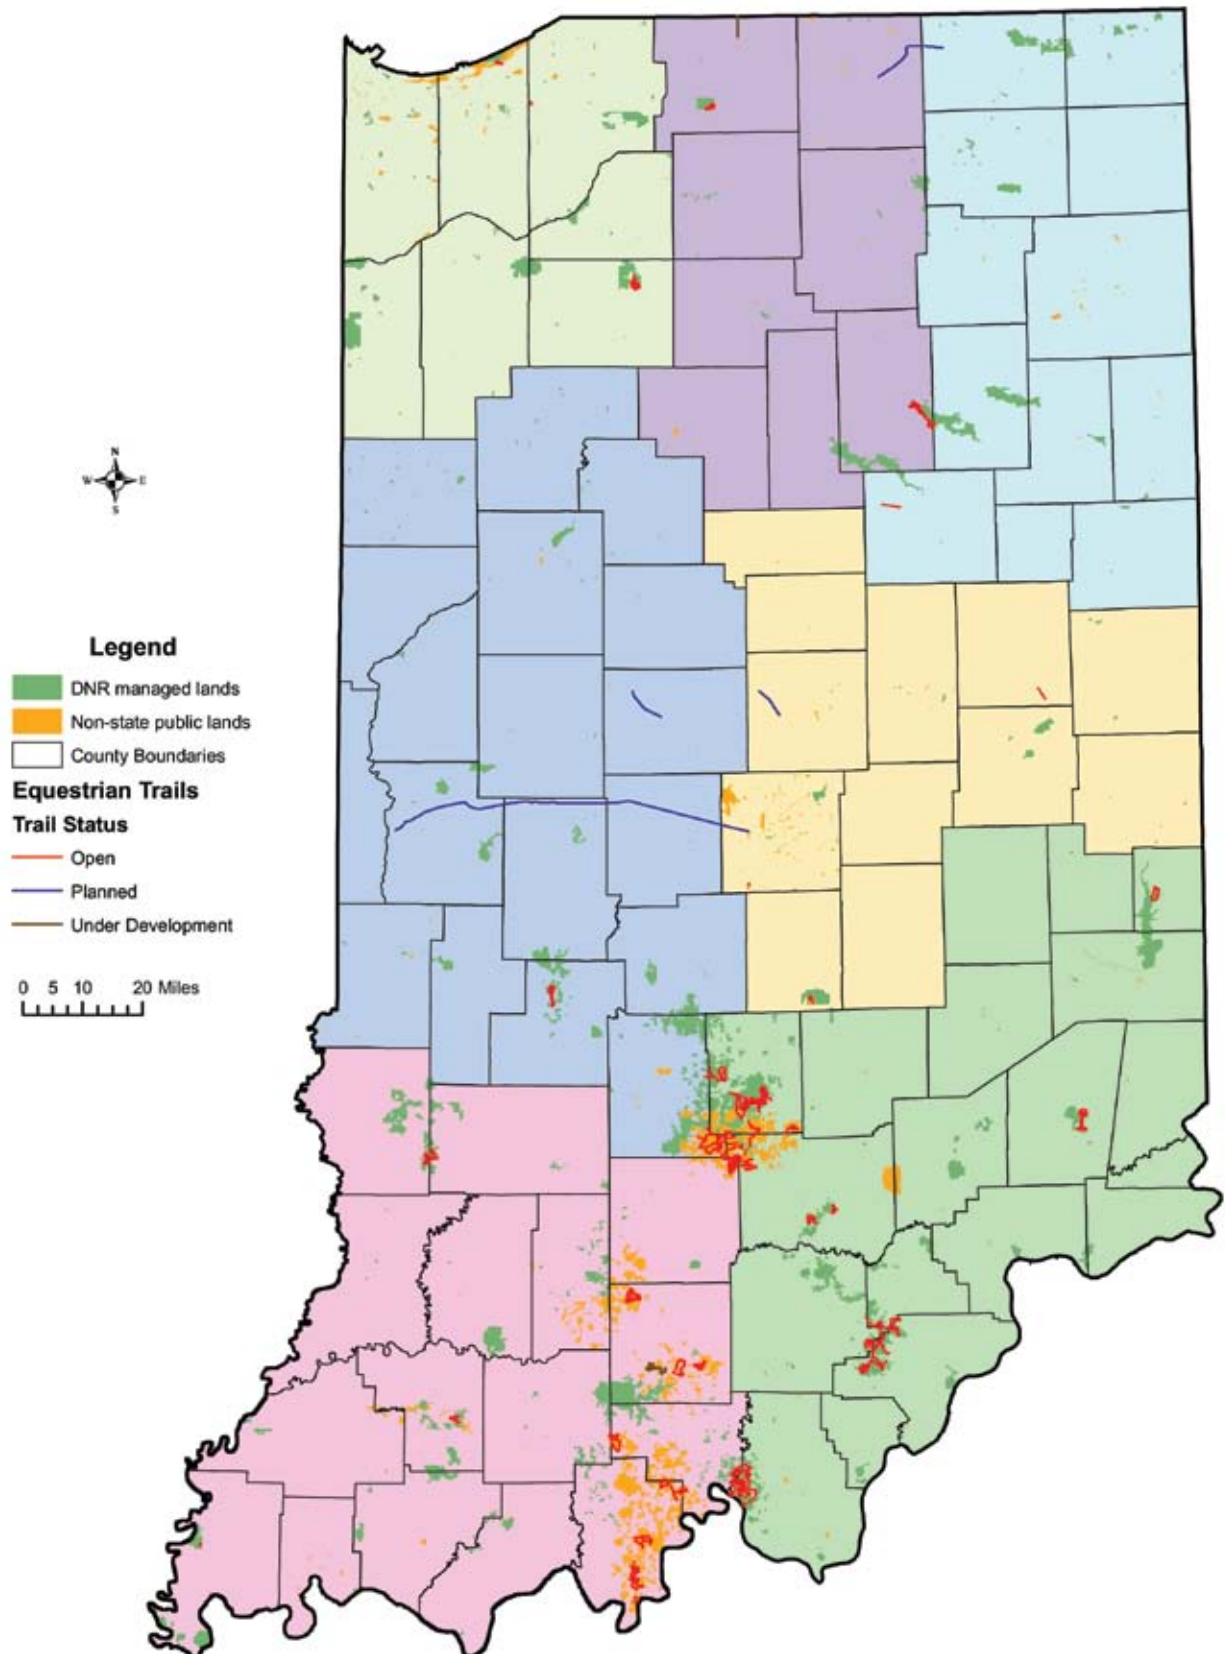 N
W E
S
Legend
DNR managed lands
Non-state public lands
County Boundaries
Equestrian Trails
Trail Status
Open
Planned
Under Development
0 5 10 20 Miles